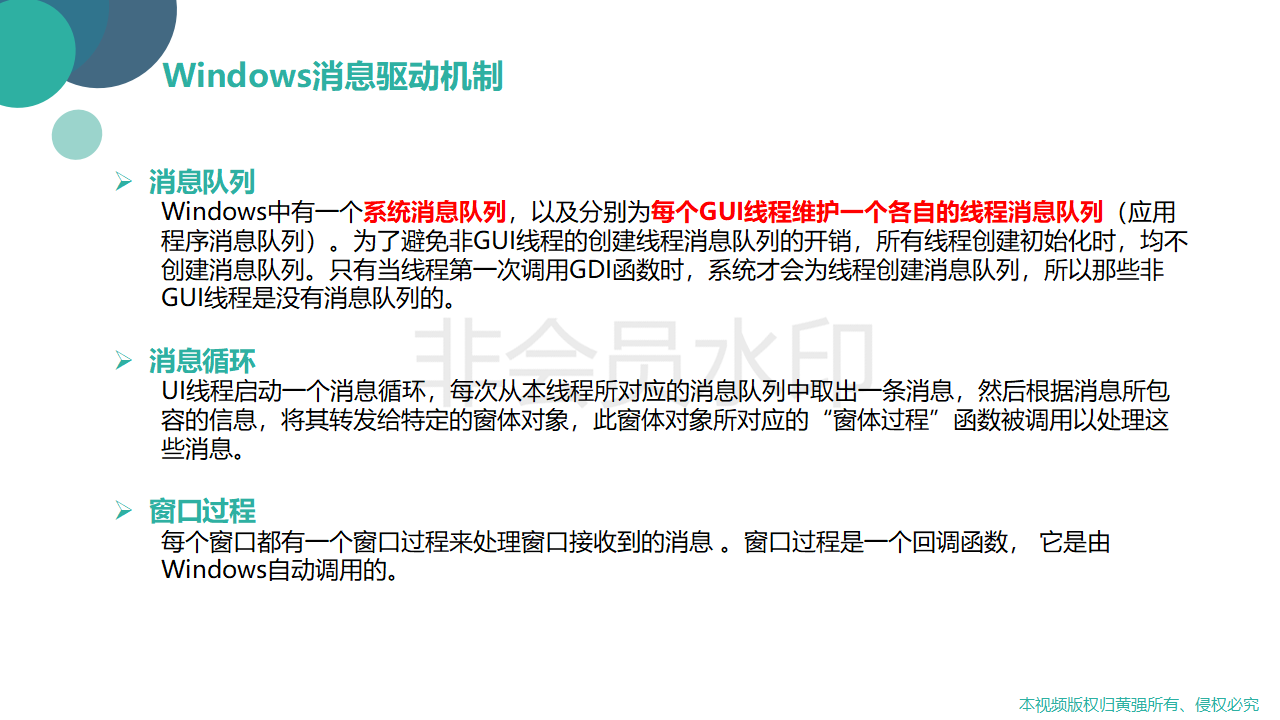 Windows消息驱动机制
消息队列
Windows中有一个系统消息队列，以及分别为每个GUI线程维护一个各自的线程消息队列（应用
程序消息队列）。为了避免非GUI线程的创建线程消息队列的开销，所有线程创建初始化时，均不
创建消息队列。只有当线程第一次调用GDI函数时，系统才会为线程创建消息队列，所以那些非
GUI线程是没有消息队列的。
非会员水印
消息循环
UI线程启动一个消息循环，每次从本线程所对应的消息队列中取出一条消息，然后根据消息所包
容的信息，将其转发给特定的窗体对象，此窗体对象所对应的“窗体过程”函数被调用以处理这
些消息。
窗口过程
每个窗口都有一个窗口过程来处理窗口接收到的消息 。窗口过程是一个回调函数， 它是由
Windows自动调用的。
本视频版权归黄强所有、侵权必究